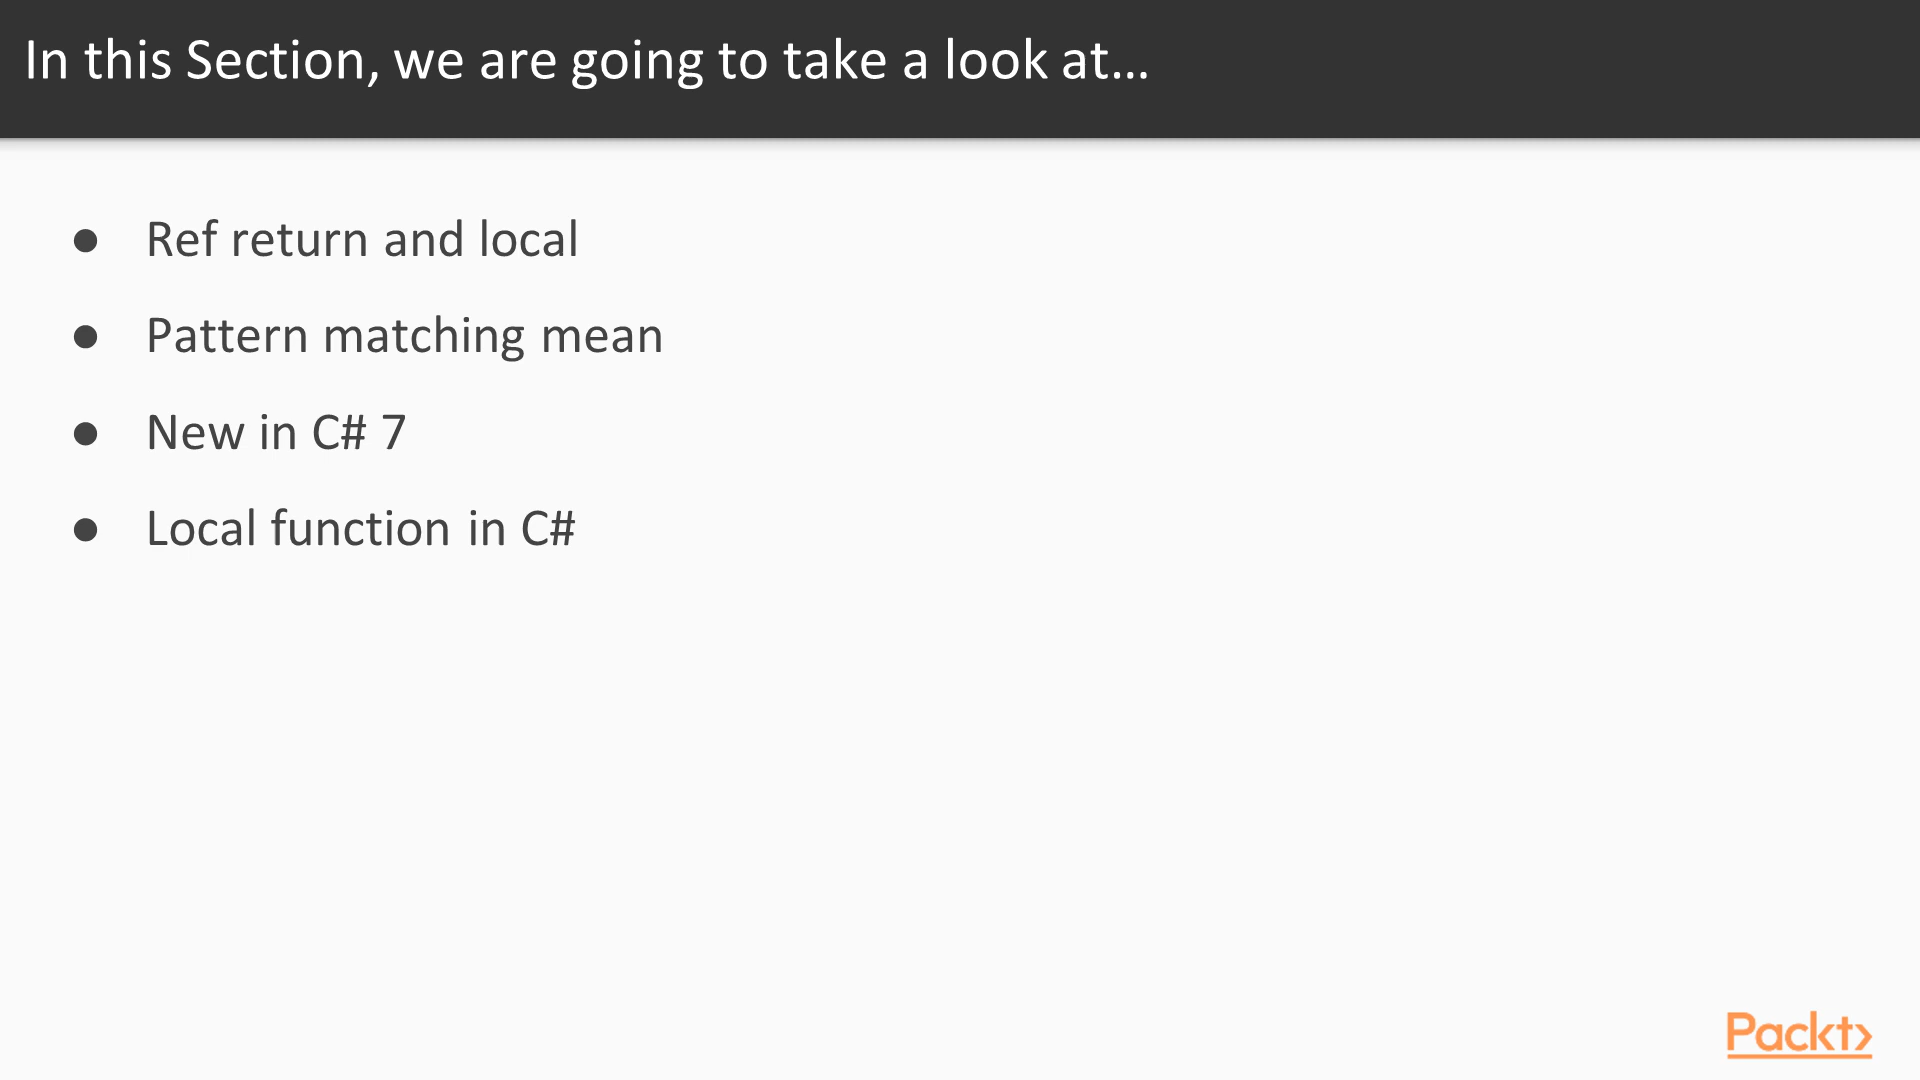 In this Section, we are going to take a look at...
● Ref return and local
● Pattern matching mean
● New in C# 7
● Local function in C#
Packt>